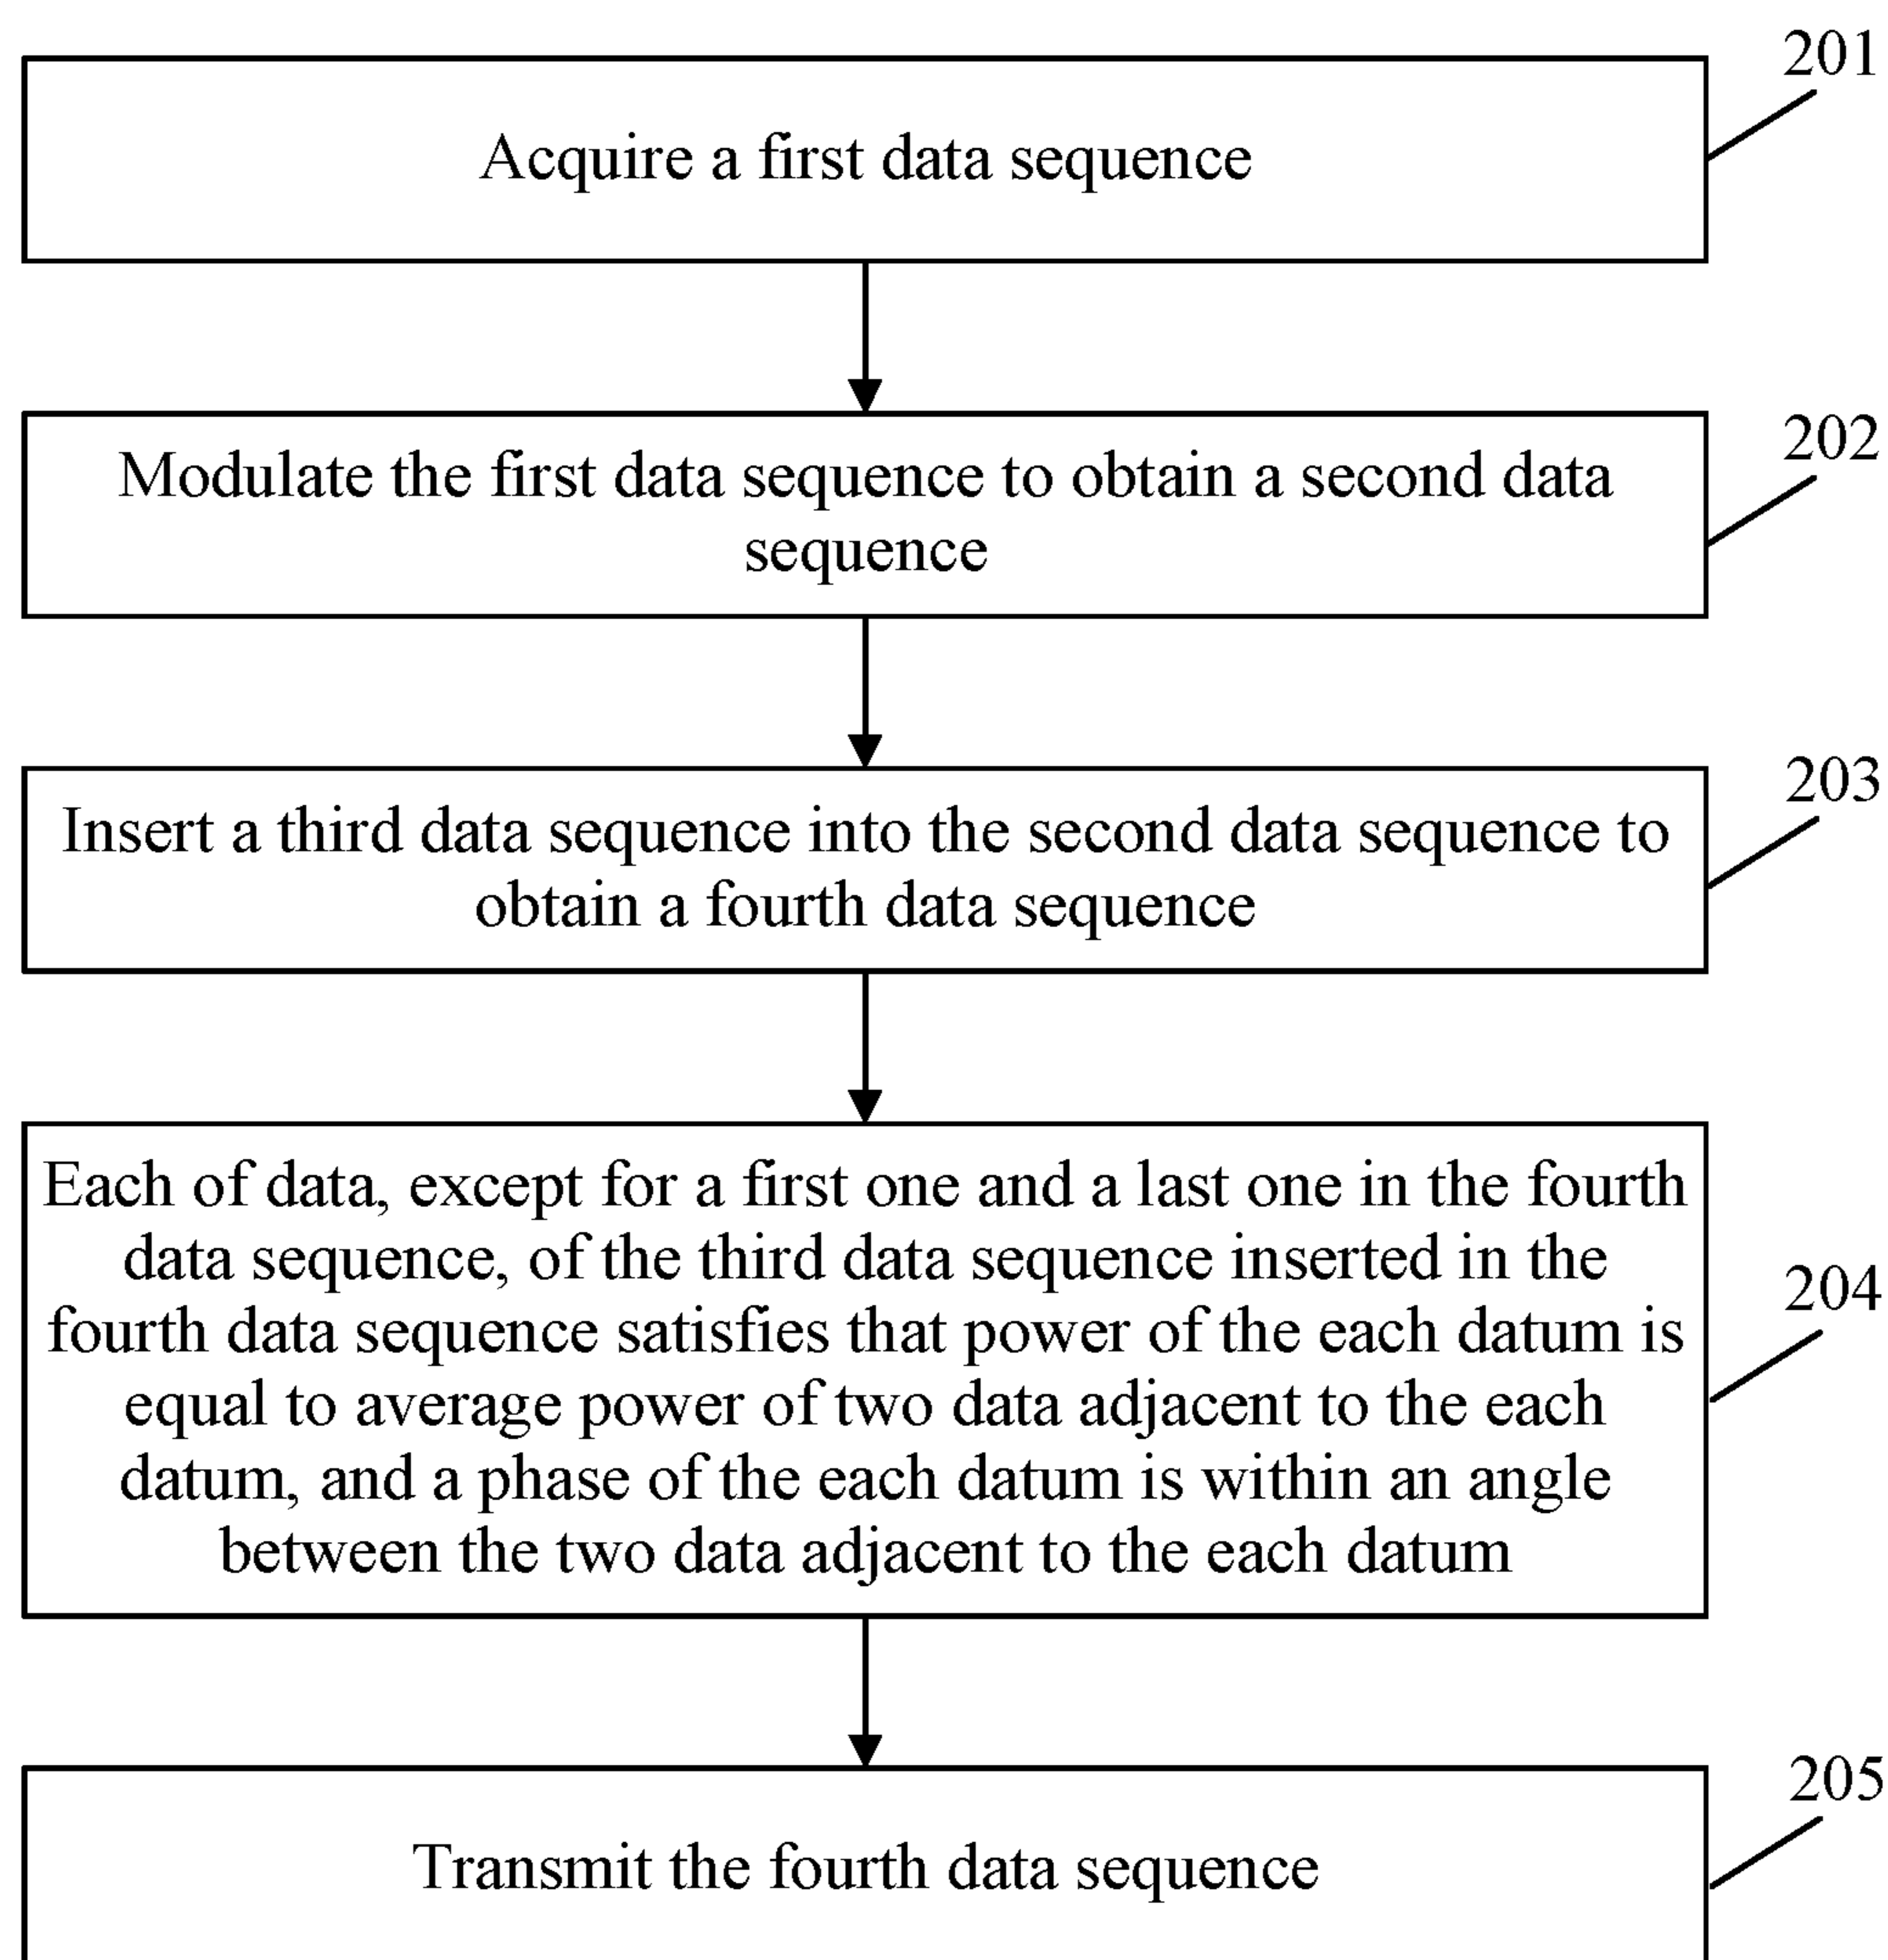 201
Acquire a first data sequence
202
Modulate the first data sequence to obtain a second data
sequence
203
Insert a third data sequence into the second data sequence to
obtain a fourth data sequence
Each of data, except for a first one and a last one in the fourth
data sequence, of the third data sequence inserted in the
204
fourth data sequence satisfies that power of the each datum is
equal to average power of two data adjacent to the each
datum, and a phase of the each datum is within an angle
between the two data adjacent to the each datum
205
Transmit the fourth data sequence